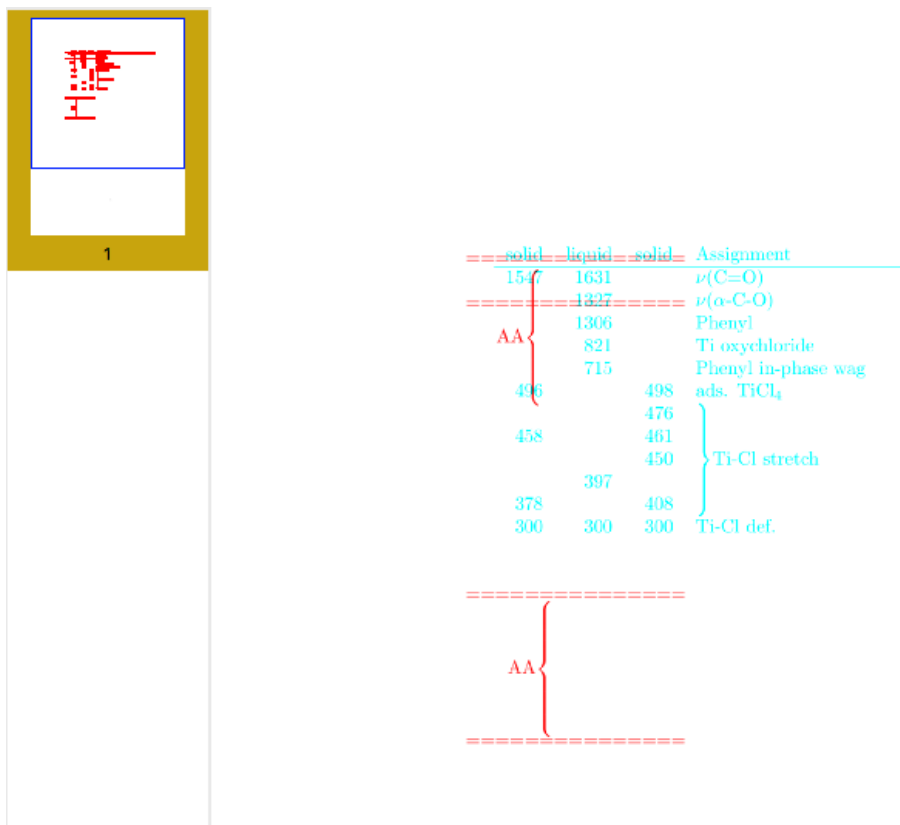 1
===============
solid liquid solid Assignment
1547 1631 ν(C=O)
1327 ν(α-C-O)
===============
1306 Phenyl
AA
821 Ti oxychloride
715 Phenyl in-phase wag
496 498 ads. TiCl₄
476
458 461
450 Ti-Cl stretch
397
378 408
300 300 300 Ti-Cl def.
===============
AA
===============